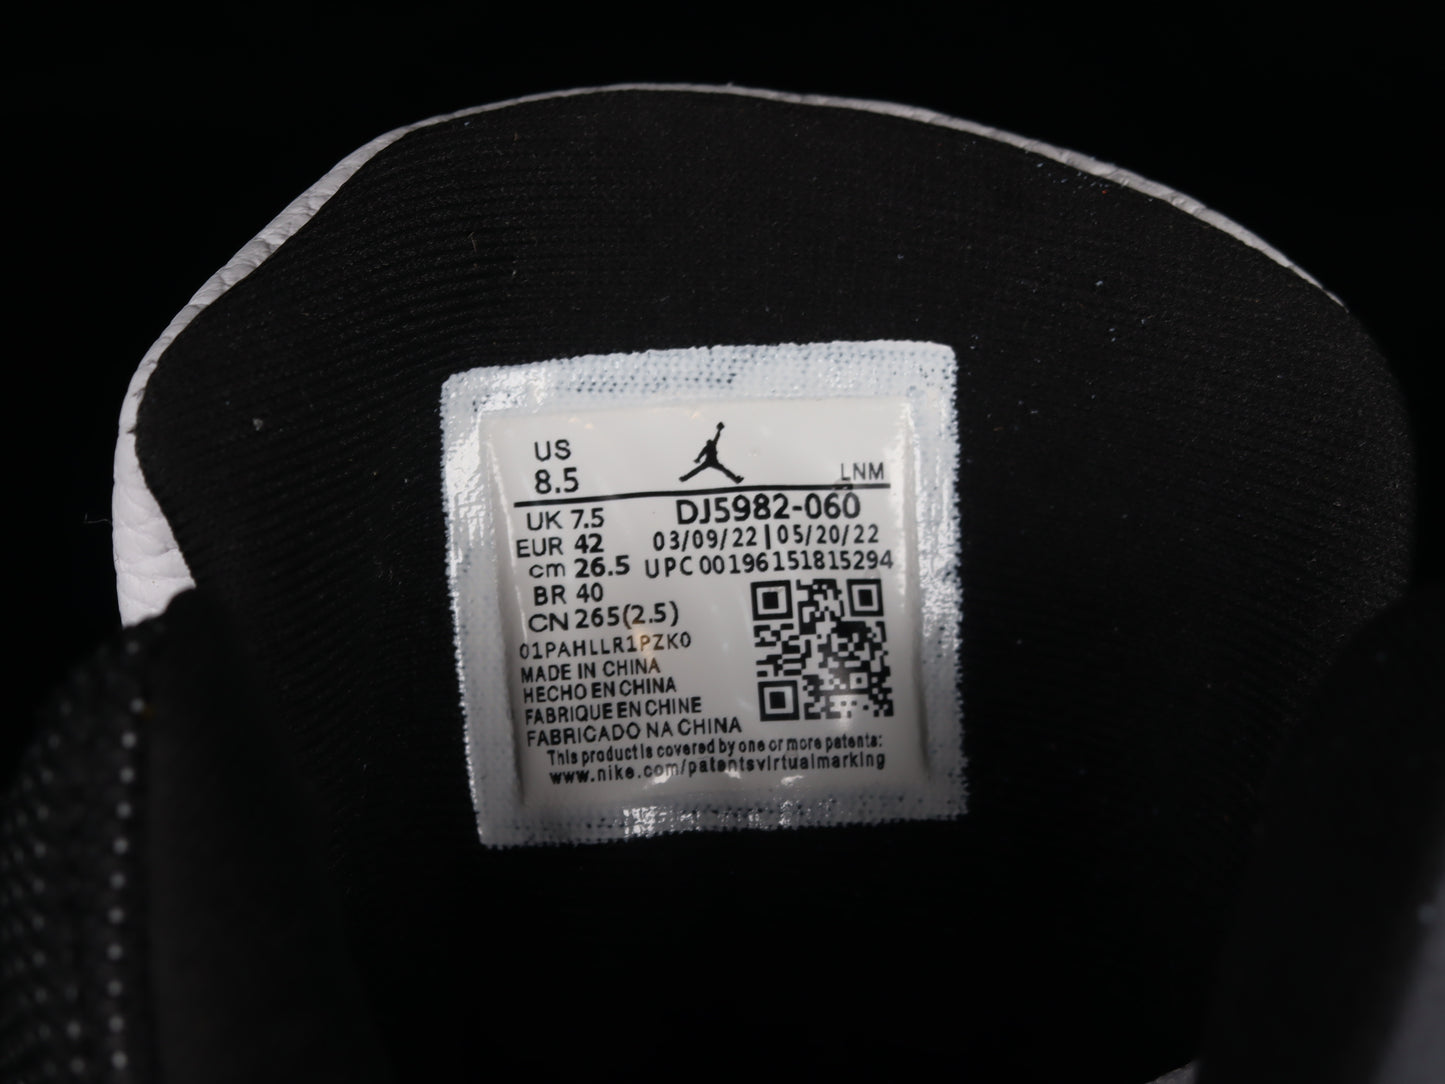 US
8.5
LNM
UK 7.5
DJ5982-060
EUR 42
03/09/22 | 05/20/22
cm 26.5
UPC 00196151815294
BR 40
CN 265(2.5)
01PAHLLR1PZK0
MADE IN CHINA
HECHO EN CHINA
FABRIQUE EN CHINE
FABRICADO NA CHINA
This product is covered by one or more patents:
www.nike.com/patentsvirtualmarking